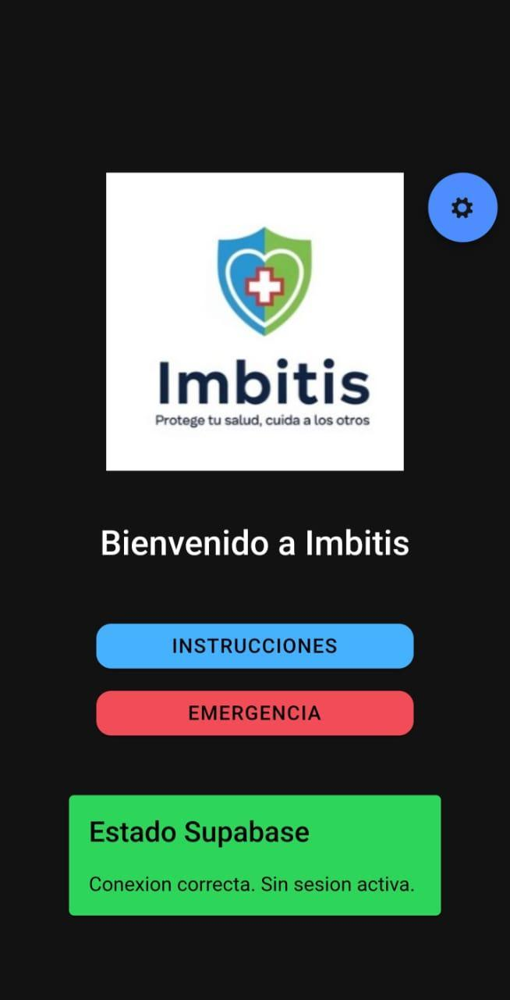 Imbitis
Protege tu salud, cuida a los otros
Bienvenido a Imbitis
INSTRUCCIONES
EMERGENCIA
Estado Supabase
Conexion correcta. Sin sesion activa.